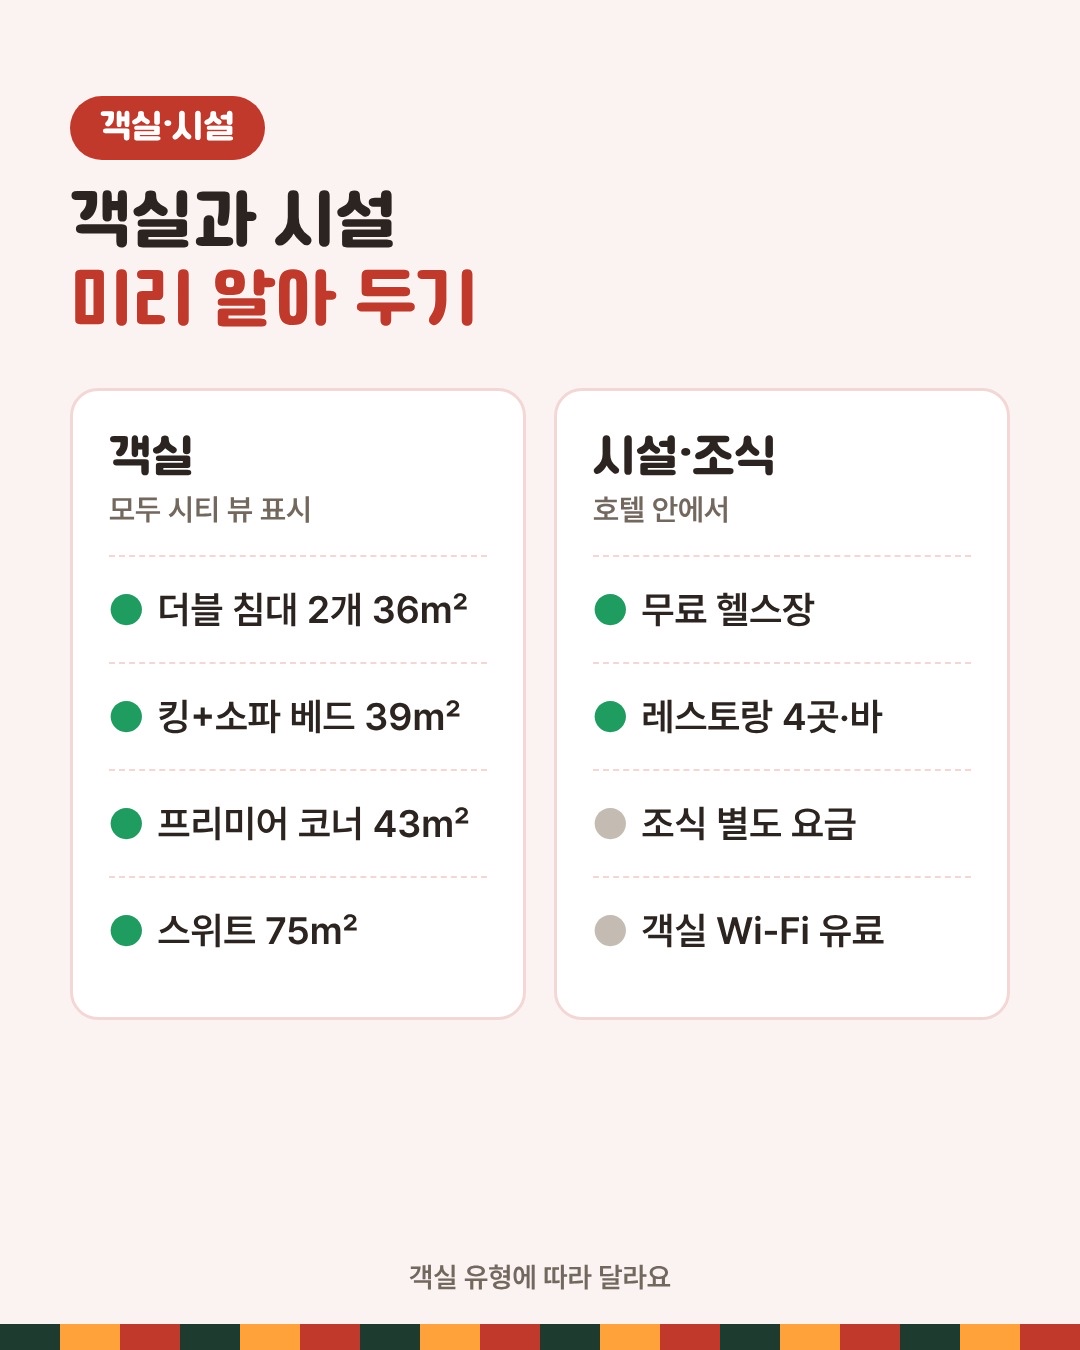 객실·시설
객실과 시설
미리 알아 두기
객실
모두 시티 뷰 표시
더블 침대 2개 36m²
킹+소파 베드 39m²
프리미어 코너 43m²
스위트 75m²
시설·조식
호텔 안에서
무료 헬스장
레스토랑 4곳·바
조식 별도 요금
객실 Wi-Fi 유료
객실 유형에 따라 달라요